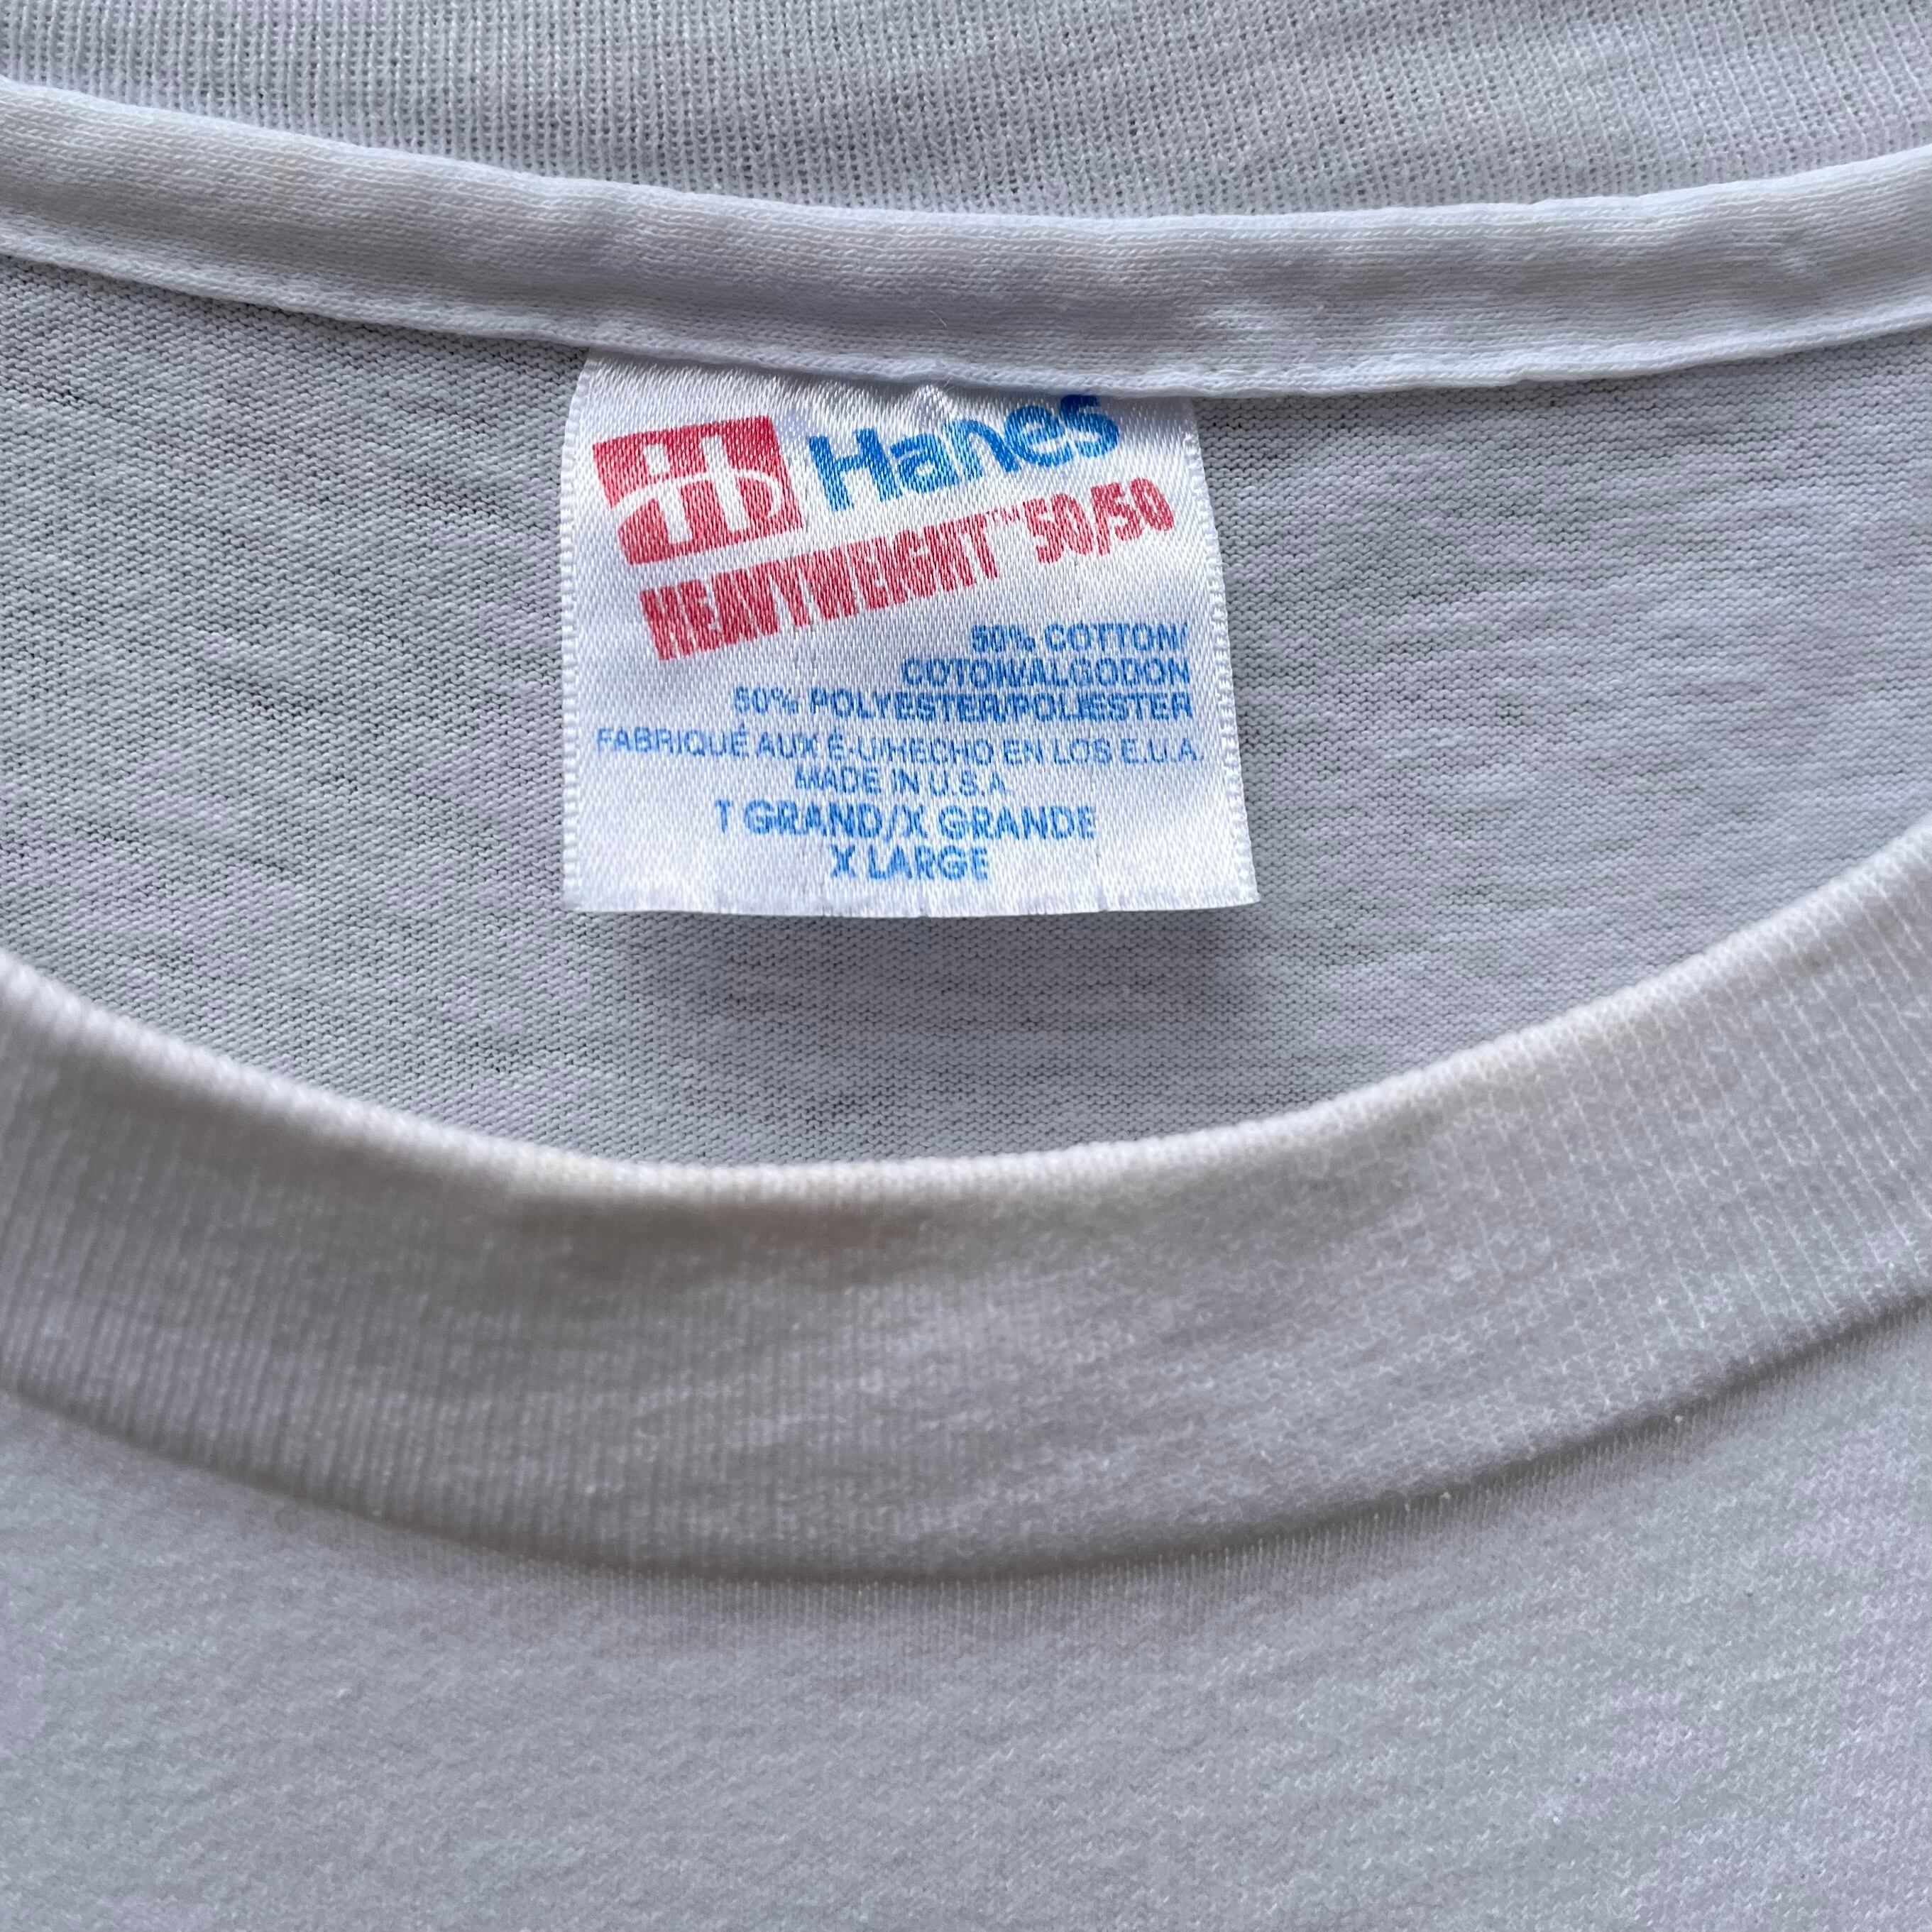 Hanes
HEAVYWEIGHT™ 50/50
50% COTTON/
COTON/ALGODON
50% POLYESTER/POLIESTER
FABRIQUÉ AUX É-U/HECHO EN LOS E.U.A.
MADE IN U.S.A.
T GRAND/X GRANDE
X LARGE